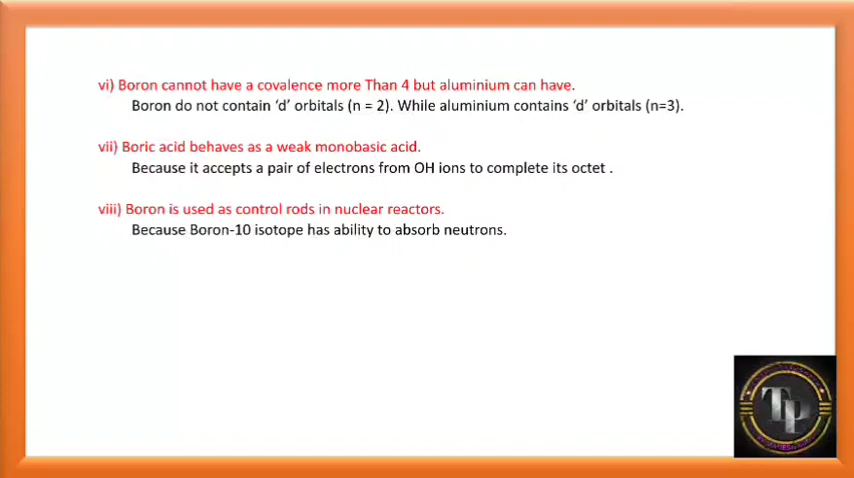 vi) Boron cannot have a covalence more Than 4 but aluminium can have.
Boron do not contain ‘d’ orbitals (n = 2). While aluminium contains ‘d’ orbitals (n=3).
vii) Boric acid behaves as a weak monobasic acid.
Because it accepts a pair of electrons from OH ions to complete its octet .
viii) Boron is used as control rods in nuclear reactors.
Because Boron-10 isotope has ability to absorb neutrons.
TP